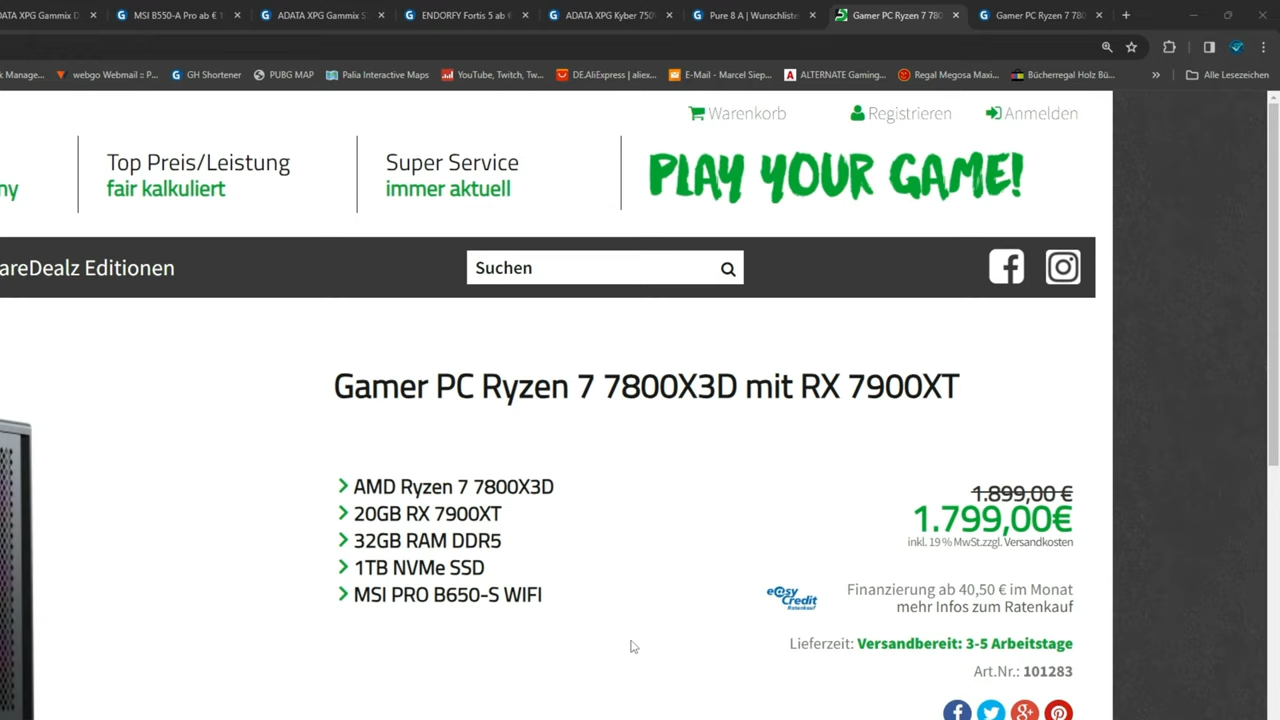 ATA XPG Gammix D
MSI B550-A Pro ab €
ADATA XPG Gammix S
ENDORFY Fortis 5 ab €
ADATA XPG Kyber 750
Pure 8 A | Wunschliste
Gamer PC Ryzen 7 780
Gamer PC Ryzen 7 780
k Manage...
webgo Webmail :: P...
GH Shortener
PUBG MAP
Palia Interactive Maps
YouTube, Twitch, Tw...
DE.AliExpress | aliex...
E-Mail - Marcel Siep...
ALTERNATE Gaming...
Regal Megosa Maxi...
Bücherregal Holz Bü...
»
Alle Lesezeichen
Warenkorb
Registrieren
Anmelden
ny
Top Preis/Leistung
fair kalkuliert
Super Service
immer aktuell
PLAY YOUR GAME!
areDealz Editionen
Suchen
Gamer PC Ryzen 7 7800X3D mit RX 7900XT
AMD Ryzen 7 7800X3D
20GB RX 7900XT
32GB RAM DDR5
1TB NVMe SSD
MSI PRO B650-S WIFI
1.899,00 €
1.799,00€
inkl. 19 % MwSt.zzgl. Versandkosten
easy Credit Ratenkauf
Finanzierung ab 40,50 € im Monat
mehr Infos zum Ratenkauf
Lieferzeit: Versandbereit: 3-5 Arbeitstage
Art.Nr.: 101283